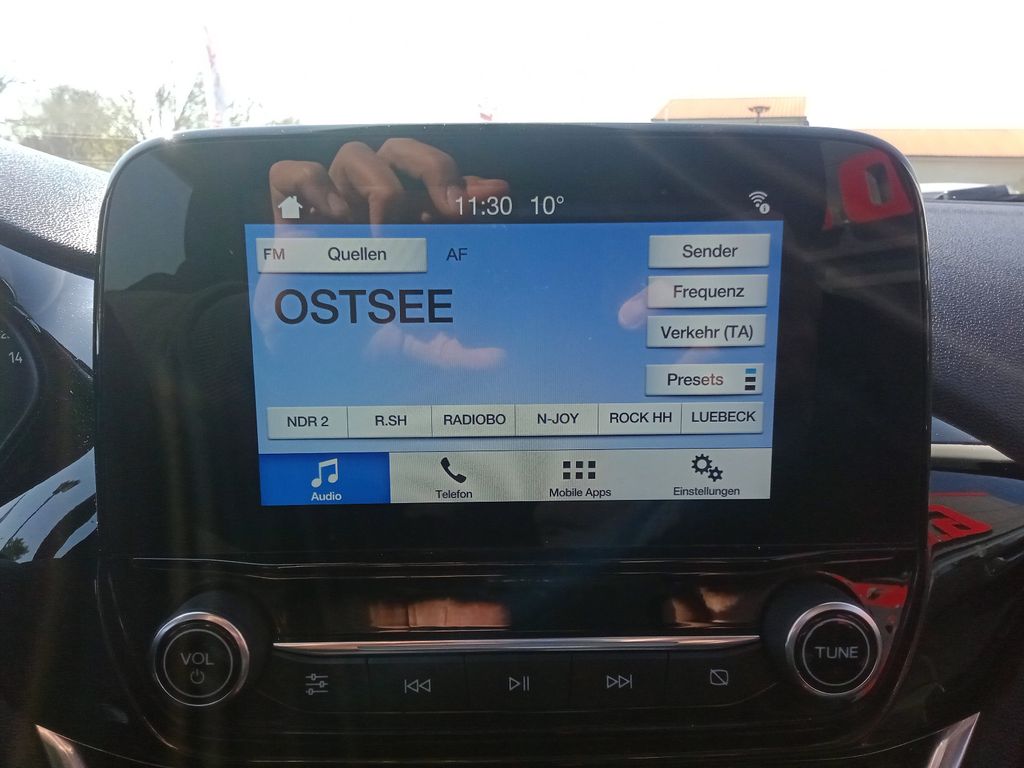 11:30 10°
FM Quellen AF Sender
OSTSEE Frequenz
Verkehr (TA)
Presets
NDR 2 R.SH RADIOBO N-JOY ROCK HH LUEBECK
Audio Telefon Mobile Apps Einstellungen
14
VOL TUNE